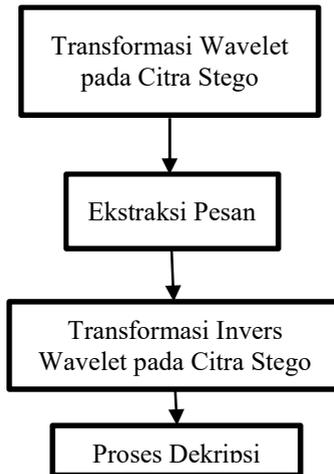 Transformasi Wavelet
pada Citra Stego
Ekstraksi Pesan
Transformasi Invers
Wavelet pada Citra Stego
Proses Dekripsi